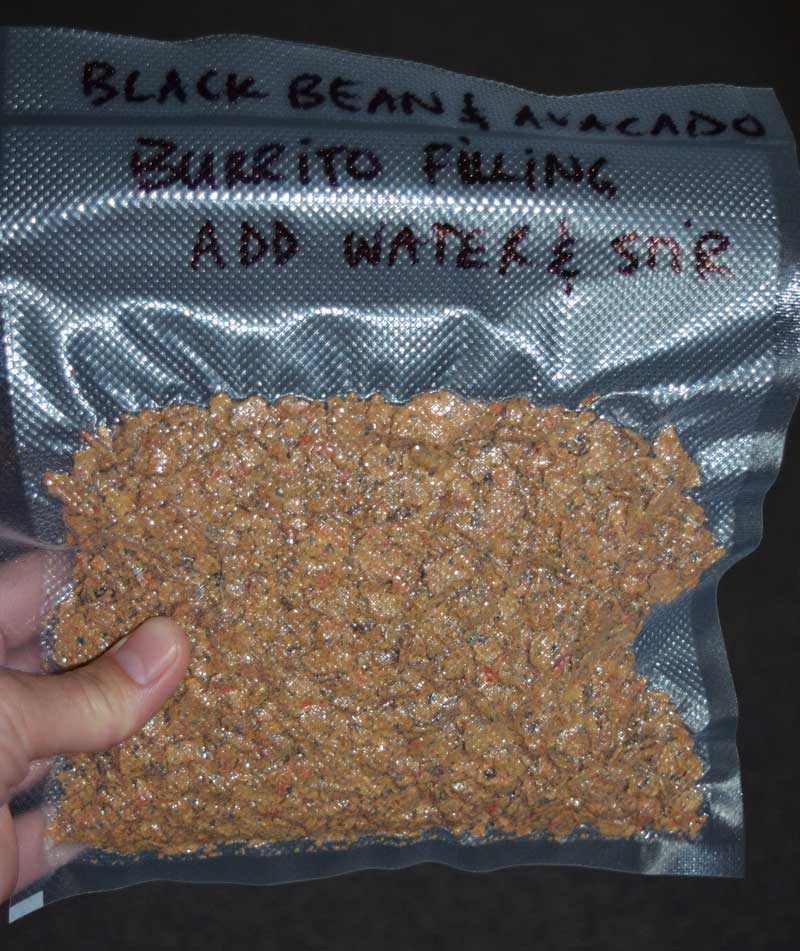 BLACK BEAN & AVACADO
BURRITO FILLING
ADD WATER & STIR